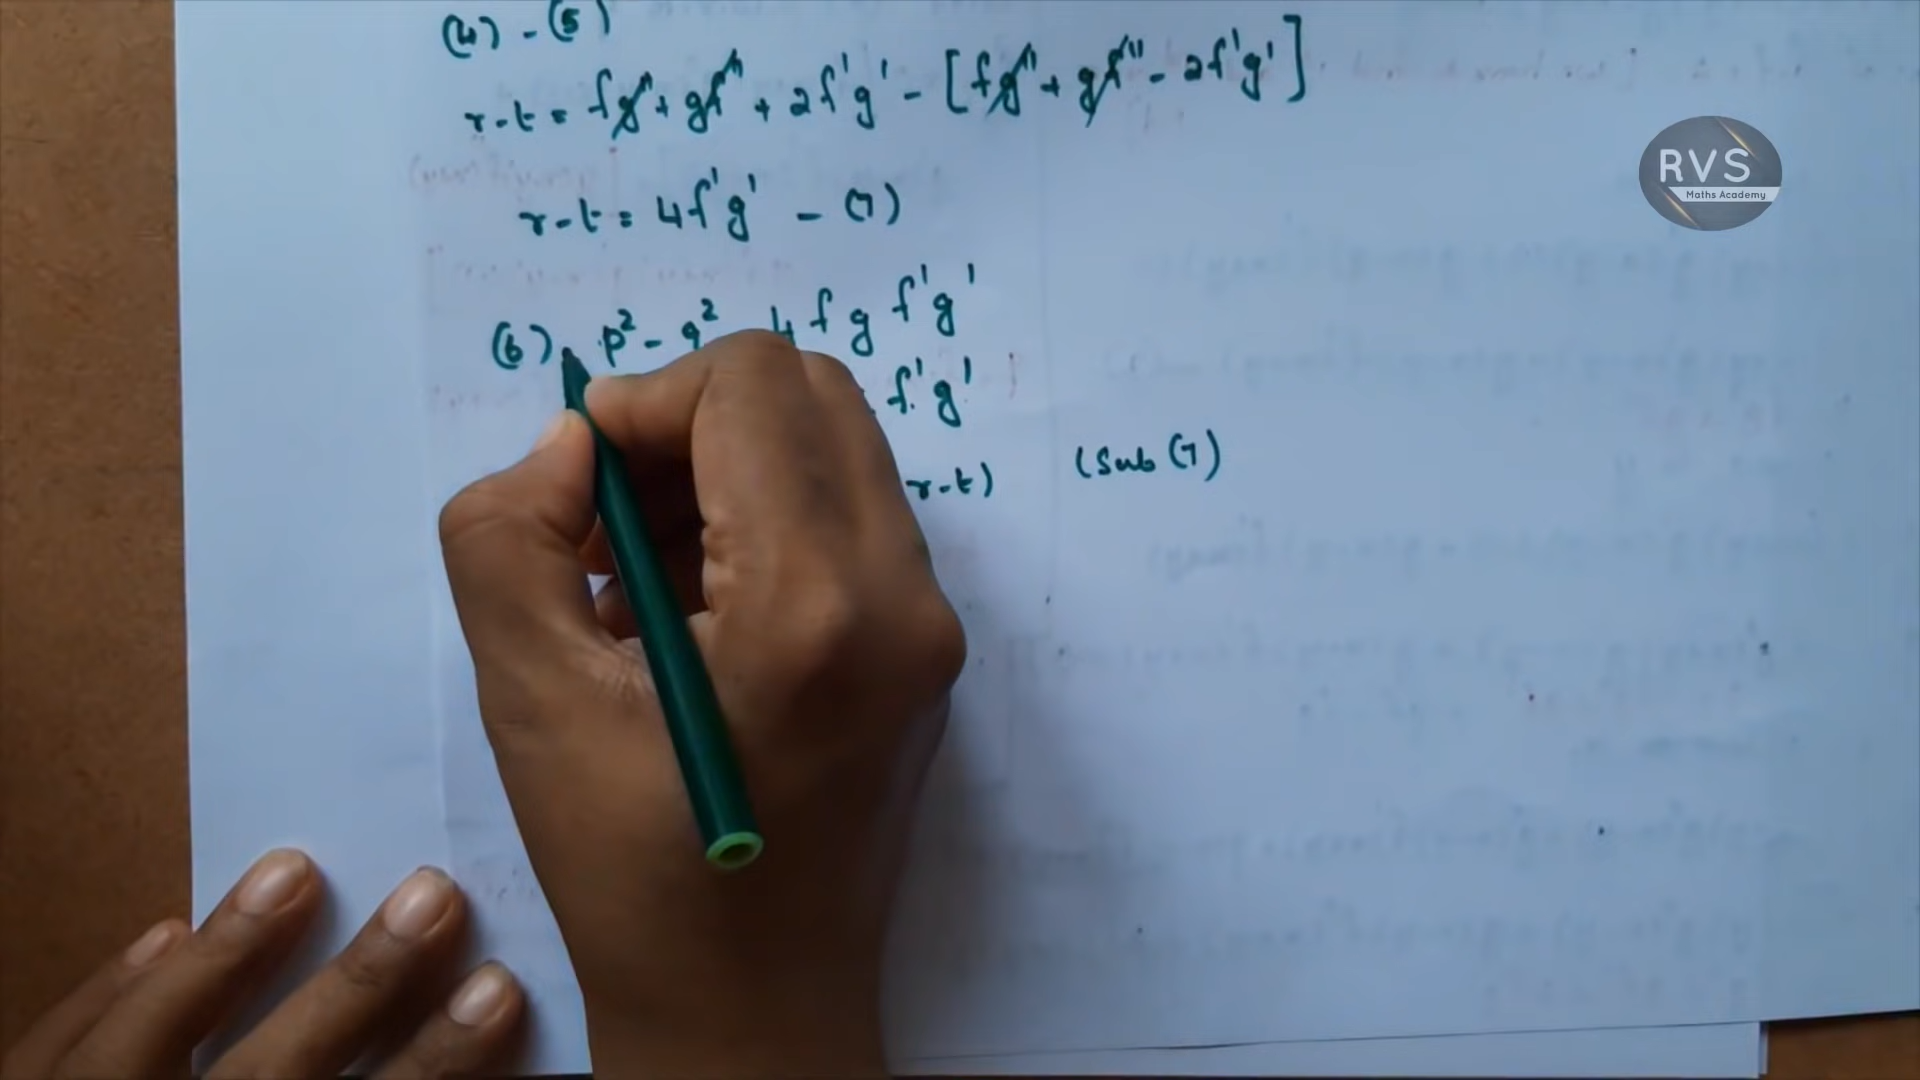 (4) - (5)
r-t = fg" + gf" + 2f'g' - [fg" + gf" - 2f'g']
r-t = 4f'g' - (7)
(6) p² - q² 4 f g f'g'
f'g'
r-t) (Sub (7)
RVS
Maths Academy